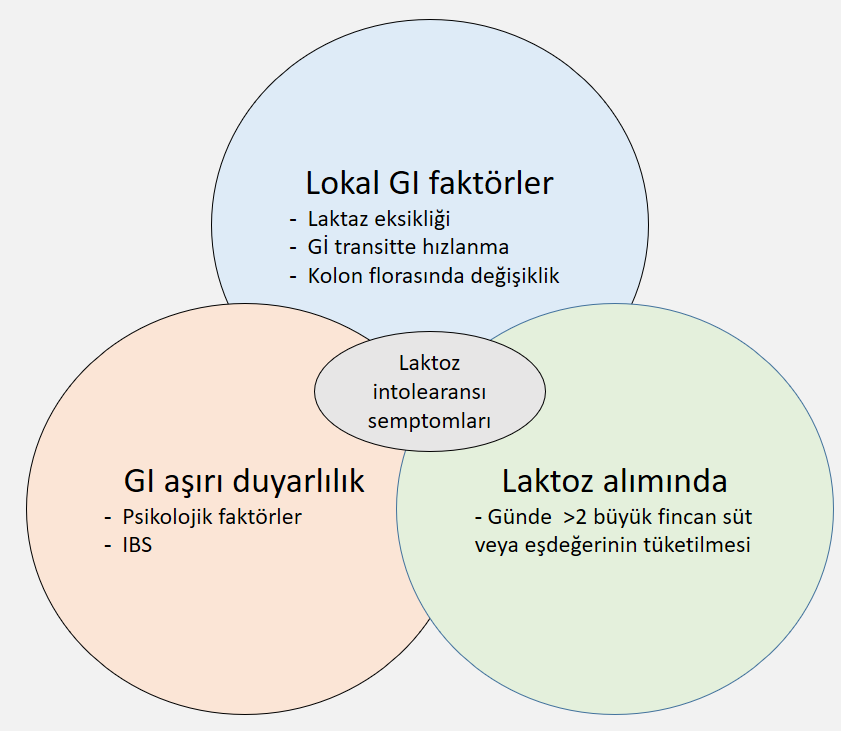 Lokal GI faktörler
- Laktaz eksikliği
- Gİ transitte hızlanma
- Kolon florasında değişiklik
Laktoz
intolearansı
semptomları
GI aşırı duyarlılık
- Psikolojik faktörler
- IBS
Laktoz alımında
- Günde >2 büyük fincan süt
veya eşdeğerinin tüketilmesi